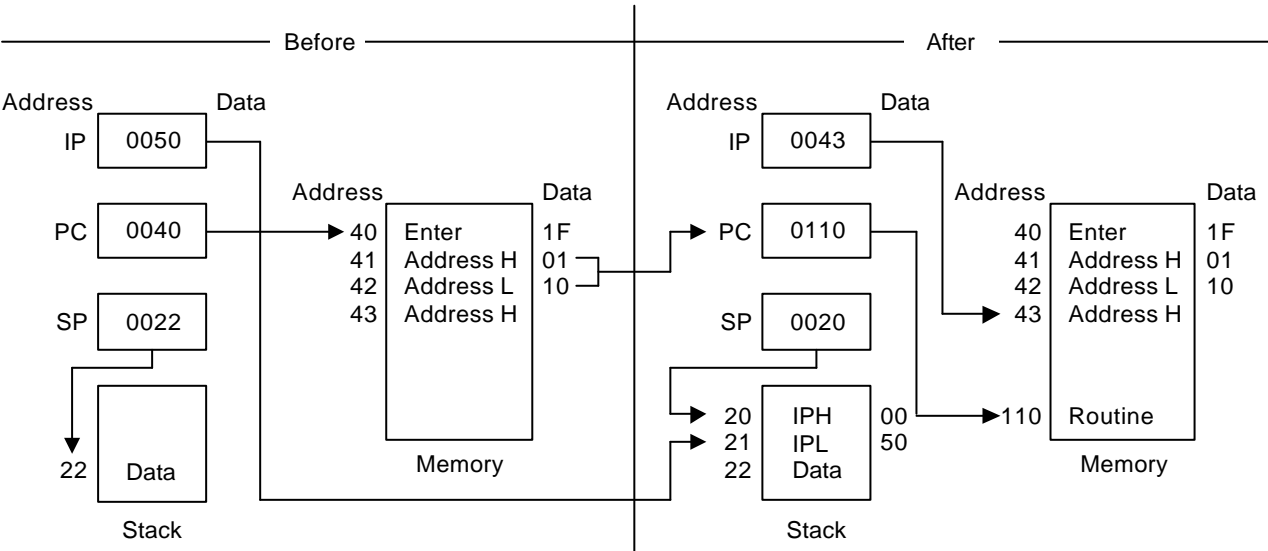 Before
Address
Data
IP
0050
PC
0040
SP
0022
22
Data
Stack
Address
Data
40 Enter 1F
41 Address H 01
42 Address L 10
43 Address H
Memory
After
Address
Data
IP
0043
PC
0110
SP
0020
20 IPH 00
21 IPL 50
22 Data
Stack
Address
Data
40 Enter 1F
41 Address H 01
42 Address L 10
43 Address H
110 Routine
Memory